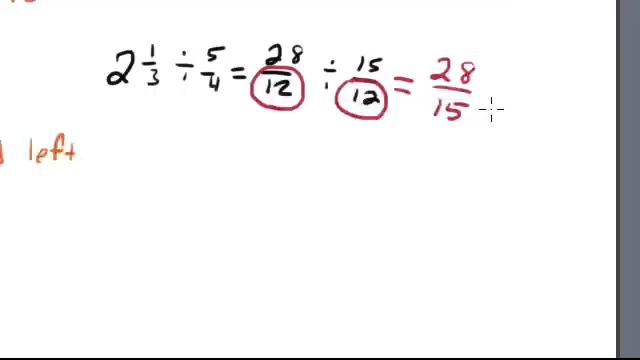 2 1/3 ÷ 5/4 = 28/12 ÷ 15/12 = 28/15
left